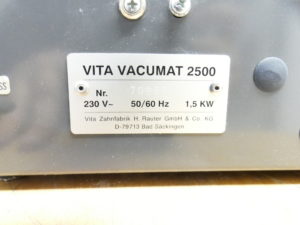 VITA VACUMAT 2500
Nr.
230 V~ 50/60 Hz 1,5 KW
Vita Zahnfabrik H. Rauter GmbH & Co. KG
D-79713 Bad Säckingen